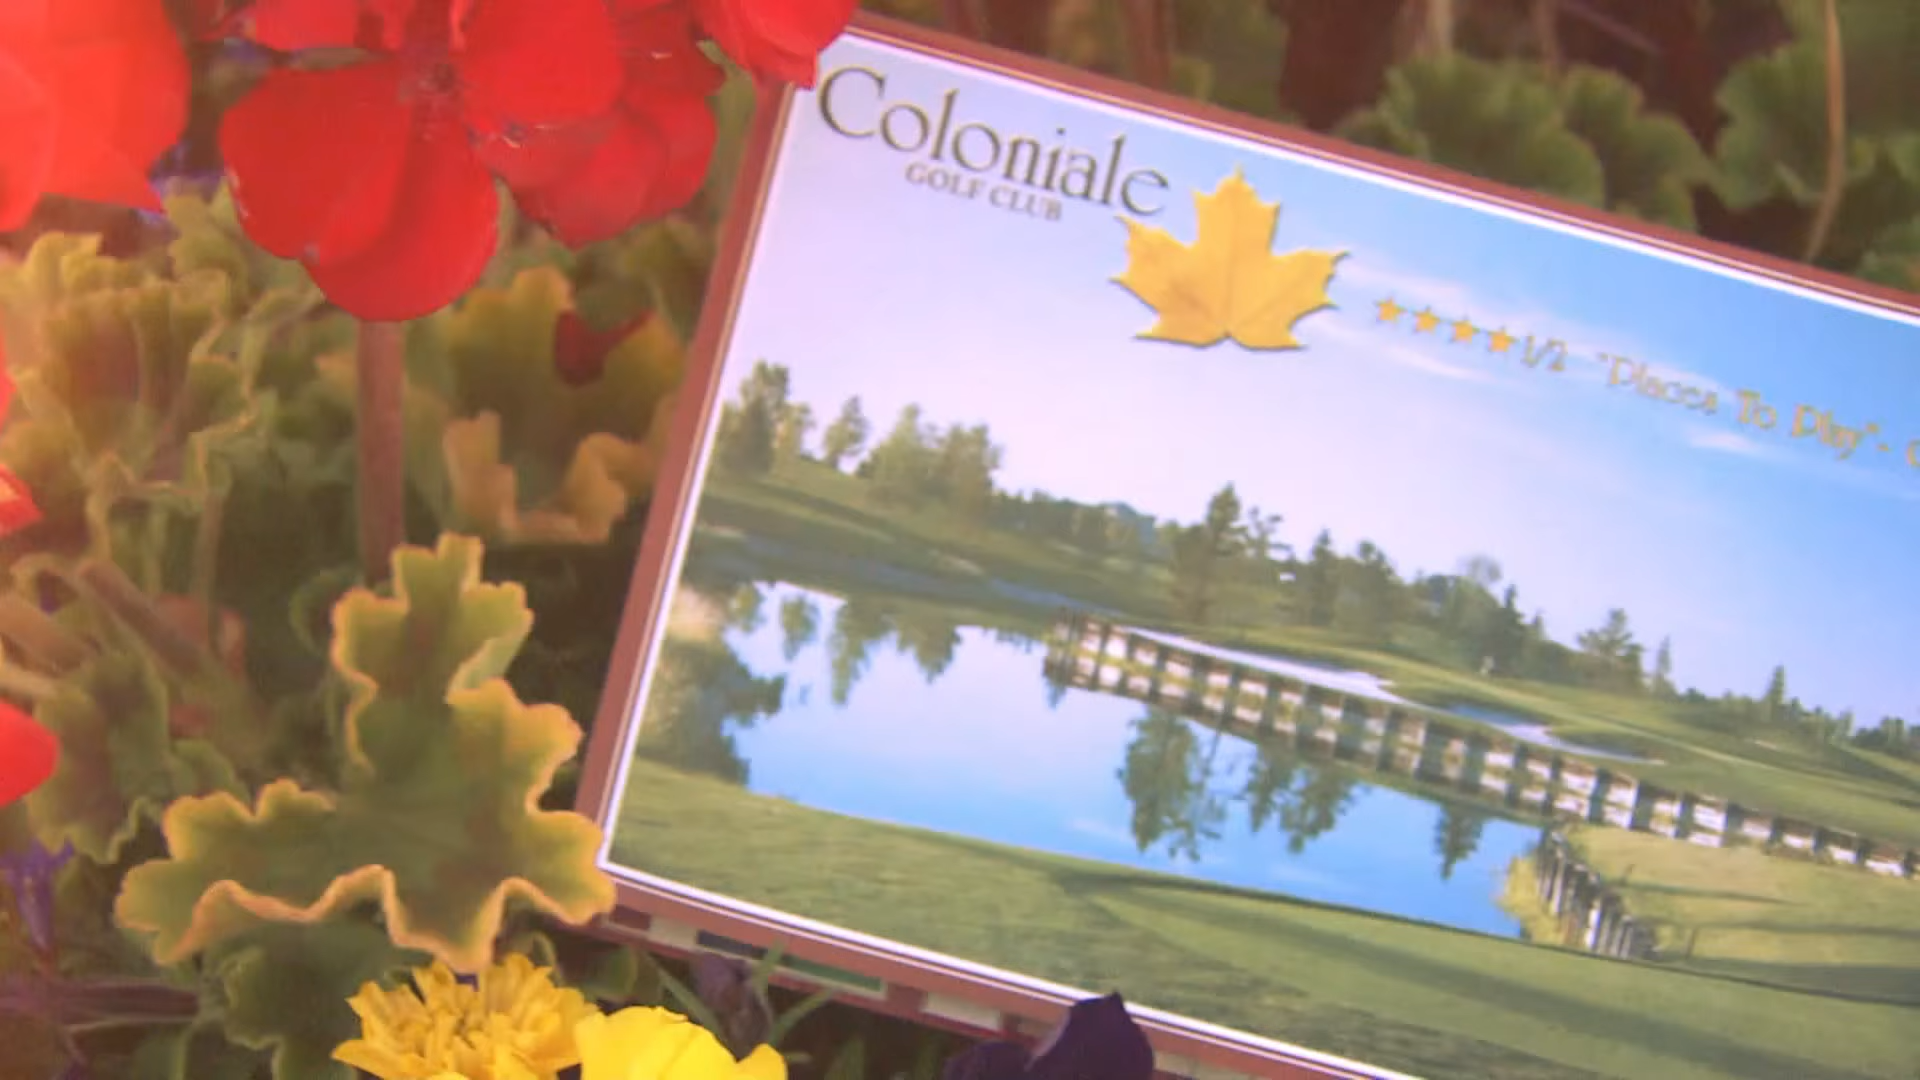 Coloniale
GOLF CLUB
★★★★1/2 "Places To Play"-